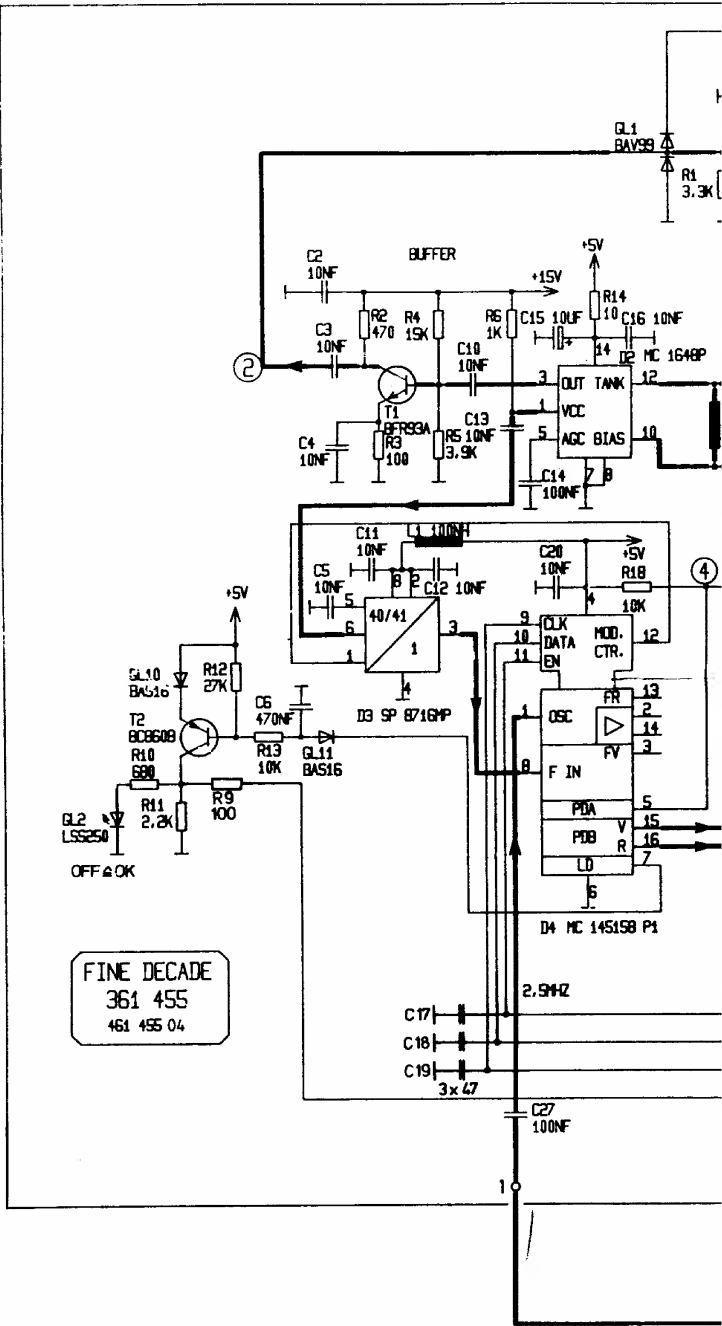 GL1
BAV99
R1
3.3K
BUFFER
C2
10NF
+15V
+5V
R14
10
C15 10UF
+
C16 10NF
R2
470
R4
15K
R6
1K
C3
10NF
C10
10NF
14
D2 MC 1648P
2
3
OUT TANK
12
1
VCC
T1
BFR93A
5
AGC BIAS
10
C13
10NF
R5
3.9K
C4
10NF
R3
100
7
8
C14
100NF
L1 100NH
C11
10NF
8
2
C12 10NF
C20
10NF
+5V
4
R18
10K
4
C5
10NF
5
40/41
6
1
3
1
4
D3 SP 8716MP
9
CLK
10
DATA
11
EN
MOD.
CTR.
12
+5V
R12
27K
GL10
BAS16
T2
BC860B
C6
470NF
R13
10K
GL11
BAS16
R10
680
R9
100
R11
2,2K
GL2
LSS250
OFF≙OK
1
OSC
FR
13
2
14
FV
3
8
F IN
PDA
5
PDB
V
15
R
16
LD
7
6
D4 MC 145158 P1
FINE DECADE
361 455
461 455 04
2,5MHZ
C17
C18
C19
3x47
C27
100NF
1